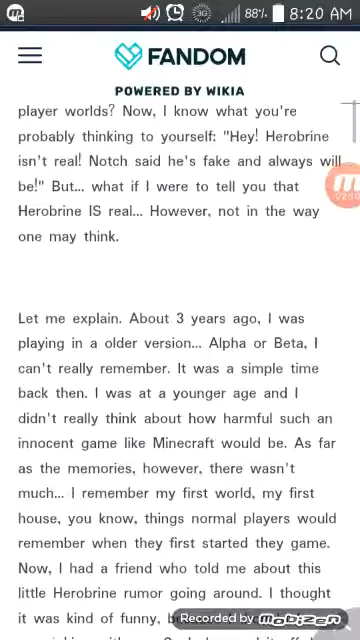 3G 88% 8:20 AM
FANDOM
POWERED BY WIKIA
player worlds? Now, I know what you're
probably thinking to yourself: "Hey! Herobrine
isn't real! Notch said he's fake and always will
be!" But... what if I were to tell you that
Herobrine IS real... However, not in the way
one may think.
Let me explain. About 3 years ago, I was
playing in a older version... Alpha or Beta, I
can't really remember. It was a simple time
back then. I was at a younger age and I
didn't really think about how harmful such an
innocent game like Minecraft would be. As far
as the memories, however, there wasn't
much... I remember my first world, my first
house, you know, things normal players would
remember when they first started they game.
Now, I had a friend who told me about this
little Herobrine rumor going around. I thought
it was kind of funny,
Recorded by MOBIZEN